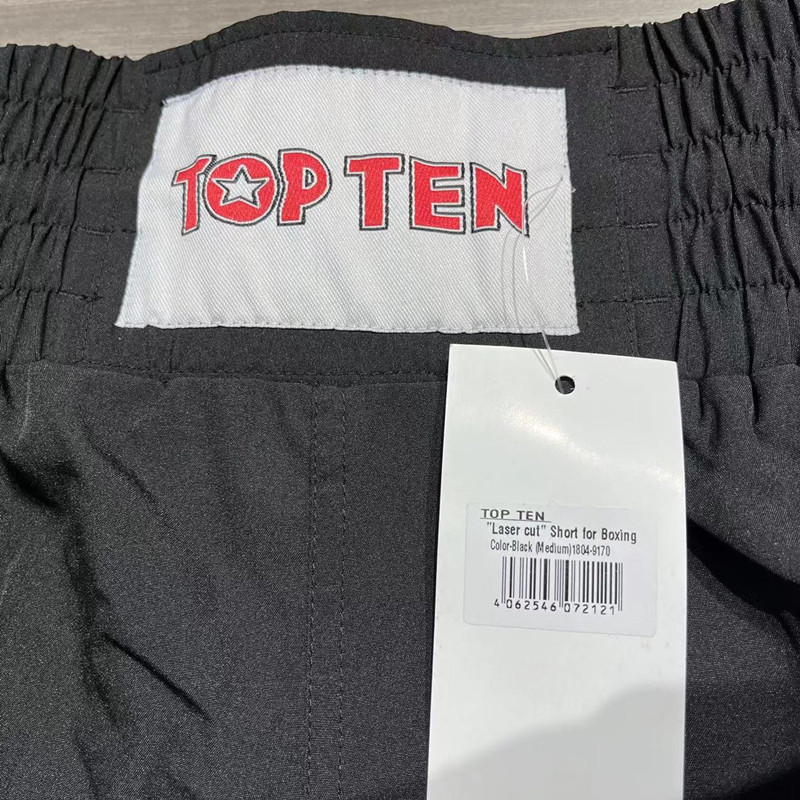 TOP TEN
TOP TEN
"Laser cut" Short for Boxing
Color-Black (Medium)1804-9170
4 062546 072121